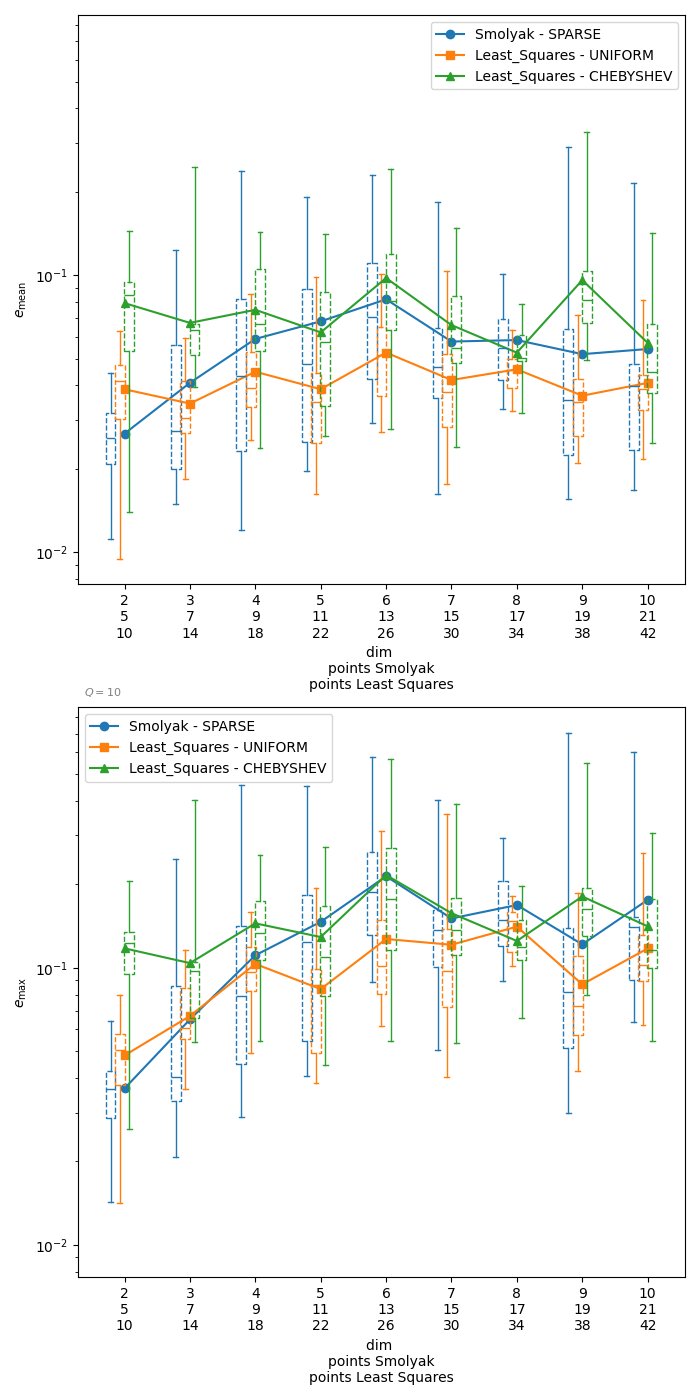 Smolyak - SPARSE
Least_Squares - UNIFORM
Least_Squares - CHEBYSHEV
10⁻¹
e_mean
10⁻²
2 3 4 5 6 7 8 9 10
5 7 9 11 13 15 17 19 21
10 14 18 22 26 30 34 38 42
dim
points Smolyak
points Least Squares
Q = 10
Smolyak - SPARSE
Least_Squares - UNIFORM
Least_Squares - CHEBYSHEV
10⁻¹
e_max
10⁻²
2 3 4 5 6 7 8 9 10
5 7 9 11 13 15 17 19 21
10 14 18 22 26 30 34 38 42
dim
points Smolyak
points Least Squares